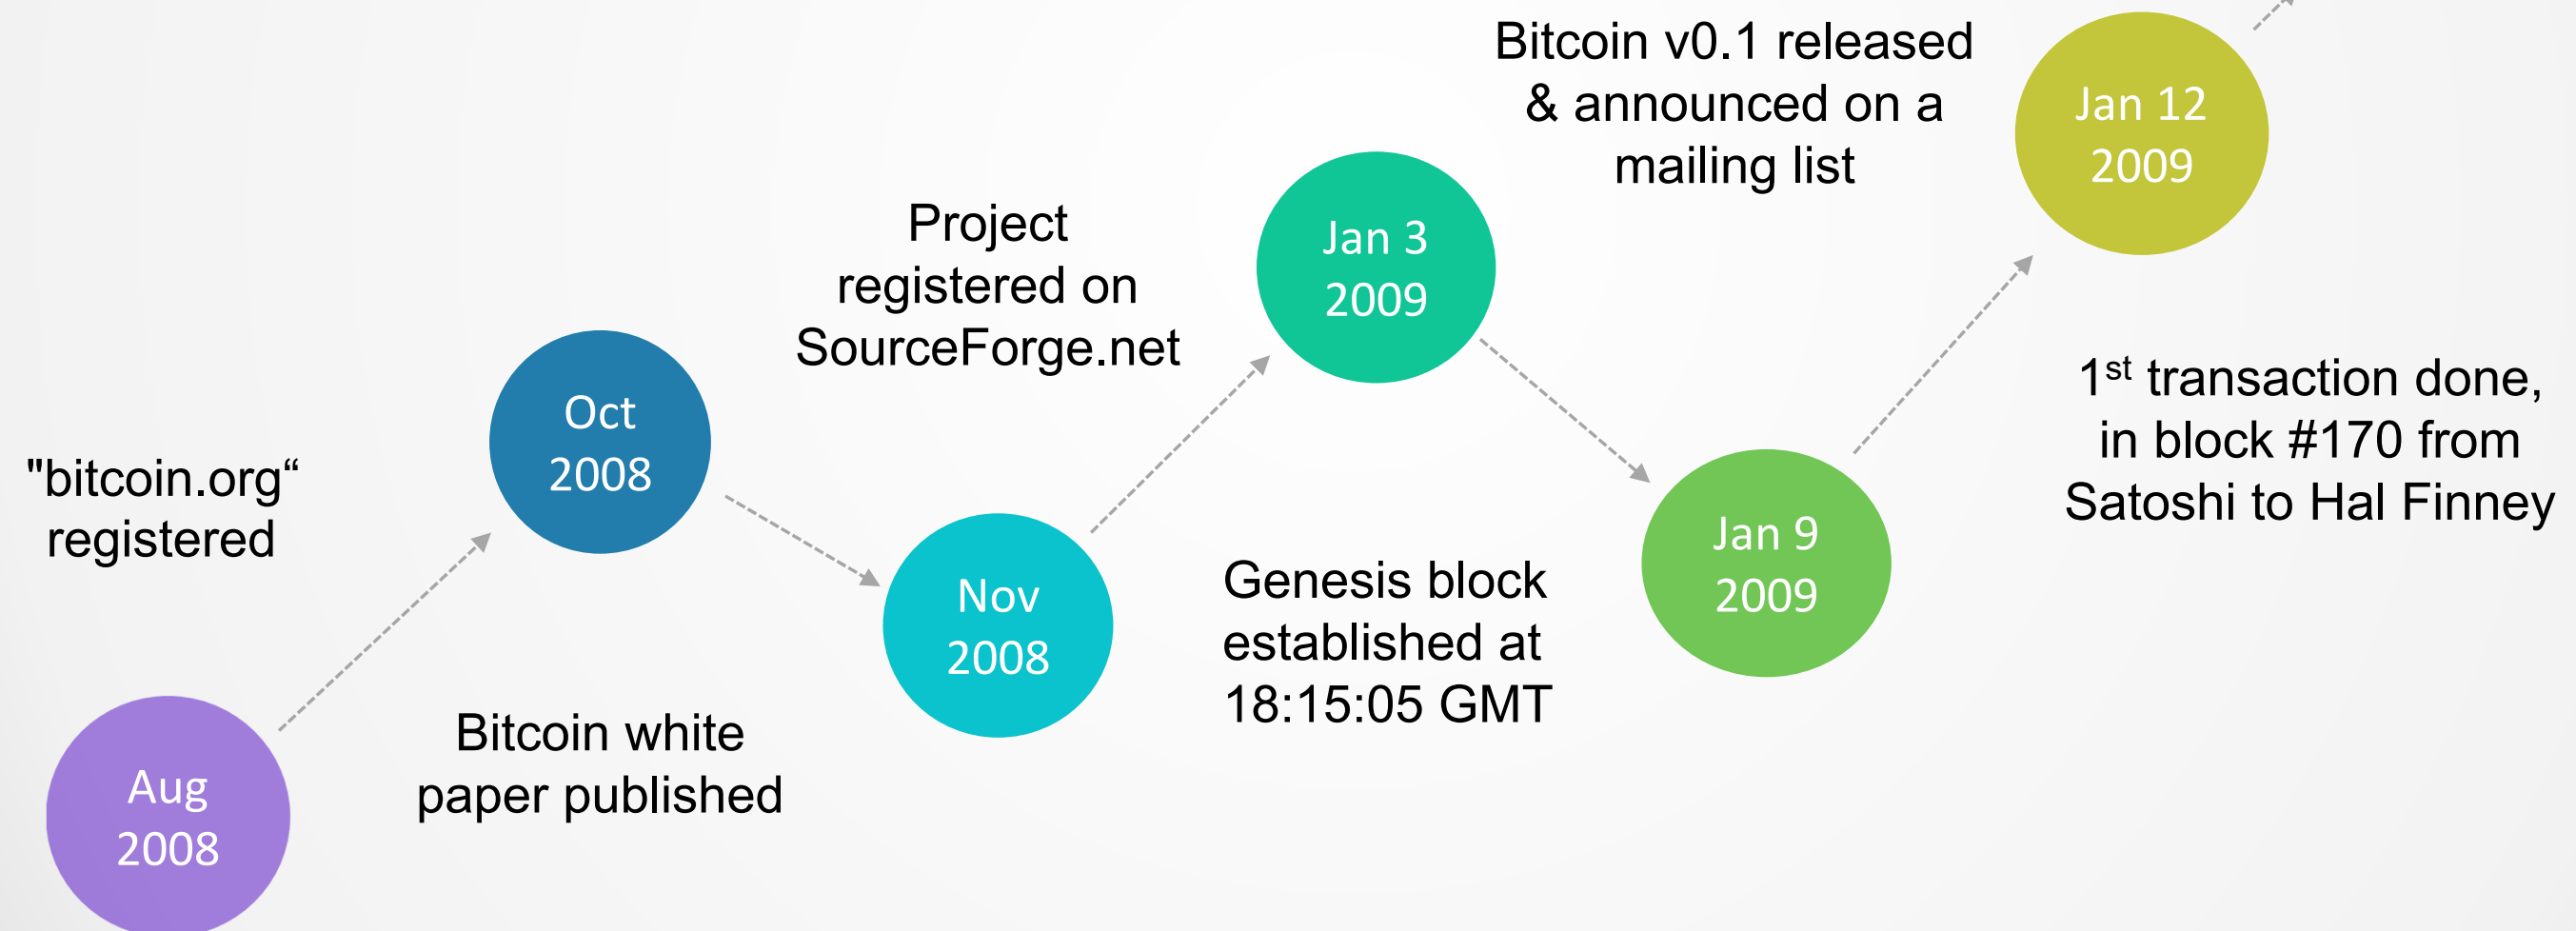 "bitcoin.org“
registered
Aug
2008
Oct
2008
Bitcoin white
paper published
Project
registered on
SourceForge.net
Nov
2008
Jan 3
2009
Genesis block
established at
18:15:05 GMT
Bitcoin v0.1 released
& announced on a
mailing list
Jan 9
2009
Jan 12
2009
1st transaction done,
in block #170 from
Satoshi to Hal Finney